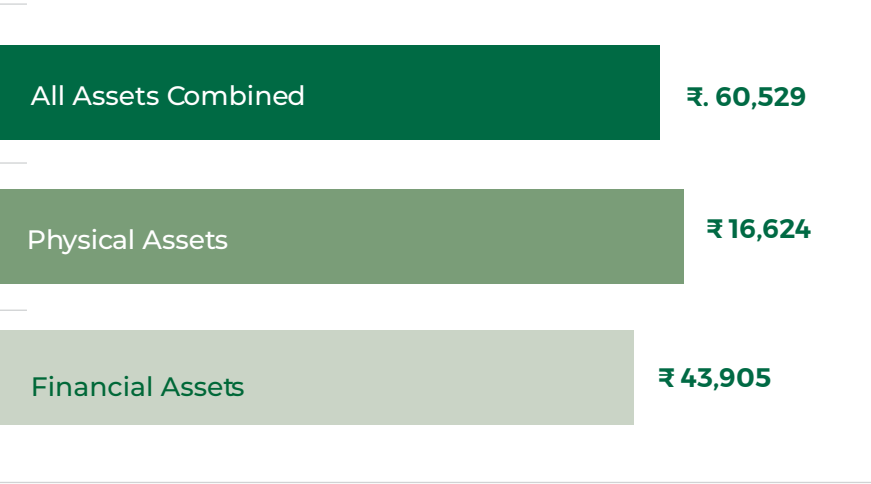 All Assets Combined
₹. 60,529
Physical Assets
₹ 16,624
Financial Assets
₹ 43,905